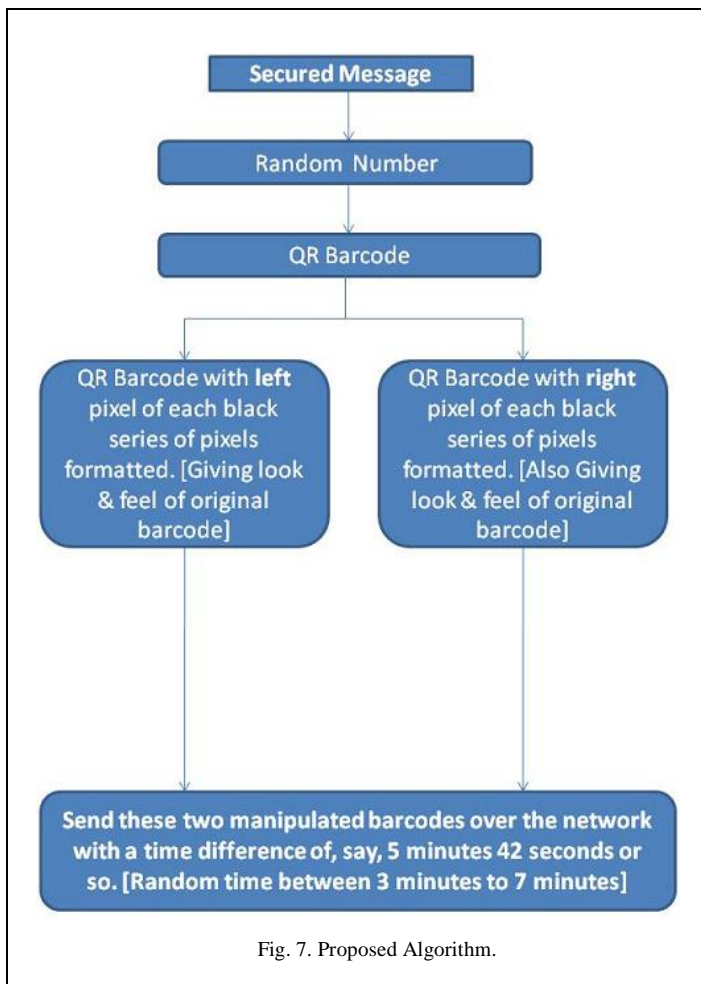 Secured Message
Random Number
QR Barcode
QR Barcode with left
pixel of each black
series of pixels
formatted. [Giving look
& feel of original
barcode]
QR Barcode with right
pixel of each black
series of pixels
formatted. [Also Giving
look & feel of original
barcode]
Send these two manipulated barcodes over the network
with a time difference of, say, 5 minutes 42 seconds or
so. [Random time between 3 minutes to 7 minutes]
Fig. 7. Proposed Algorithm.